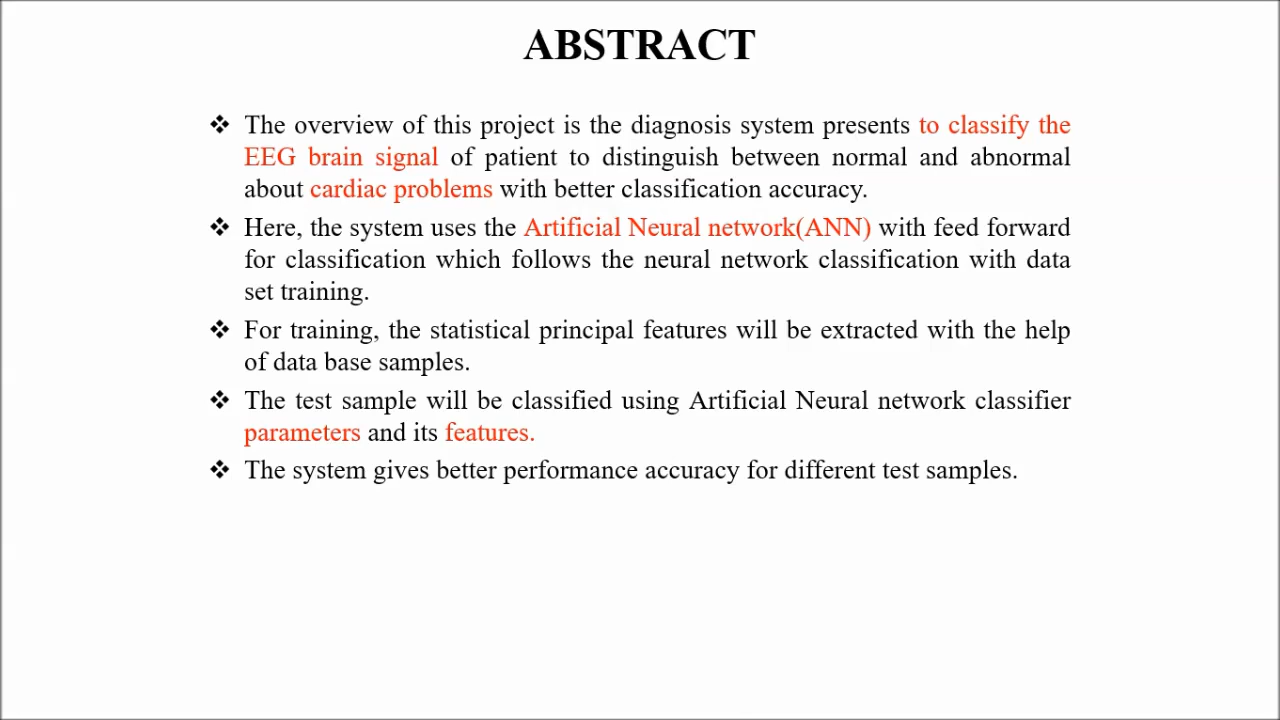 ABSTRACT
❖ The overview of this project is the diagnosis system presents to classify the
EEG brain signal of patient to distinguish between normal and abnormal
about cardiac problems with better classification accuracy.
❖ Here, the system uses the Artificial Neural network(ANN) with feed forward
for classification which follows the neural network classification with data
set training.
❖ For training, the statistical principal features will be extracted with the help
of data base samples.
❖ The test sample will be classified using Artificial Neural network classifier
parameters and its features.
❖ The system gives better performance accuracy for different test samples.